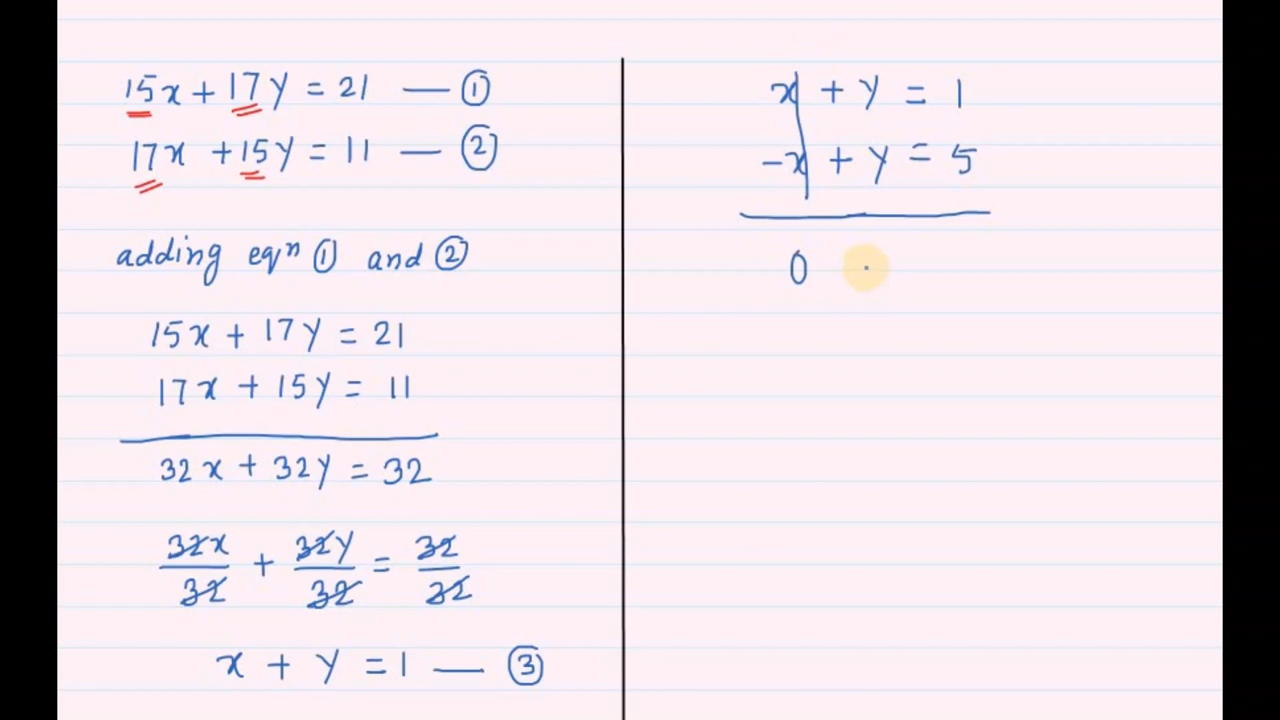 15x + 17y = 21 — ①
17x + 15y = 11 — ②
adding eqⁿ ① and ②
15x + 17y = 21
17x + 15y = 11
32x + 32y = 32
32x/32 + 32y/32 = 32/32
x + y = 1 — ③
x + y = 1
-x + y = 5
0